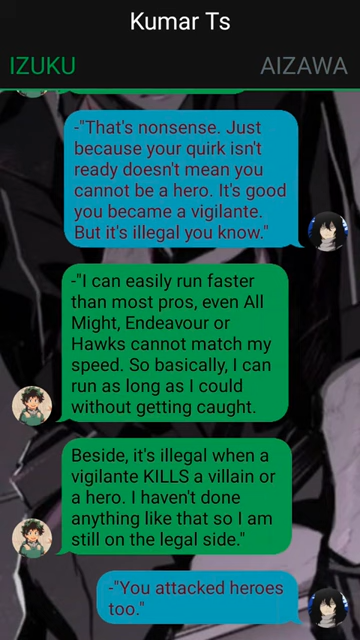 Kumar Ts
IZUKU
AIZAWA
-"That's nonsense. Just
because your quirk isn't
ready doesn't mean you
cannot be a hero. It's good
you became a vigilante.
But it's illegal you know."
-"I can easily run faster
than most pros, even All
Might, Endeavour or
Hawks cannot match my
speed. So basically, I can
run as long as I could
without getting caught.
Beside, it's illegal when a
vigilante KILLS a villain or
a hero. I haven't done
anything like that so I am
still on the legal side."
-"You attacked heroes
too."